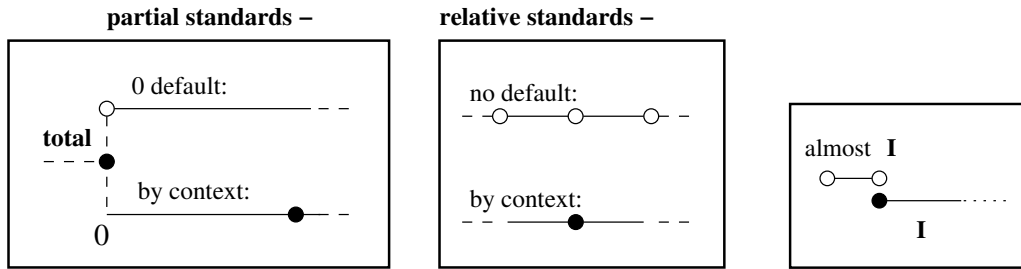 partial standards –
0 default:
total
by context:
0
relative standards –
no default:
by context:
almost I
I